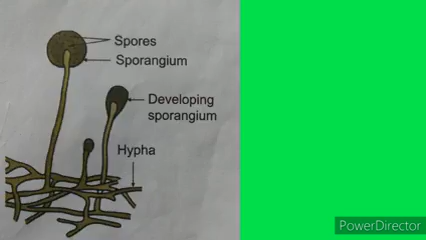 Spores
Sporangium
Developing
sporangium
Hypha
PowerDirector